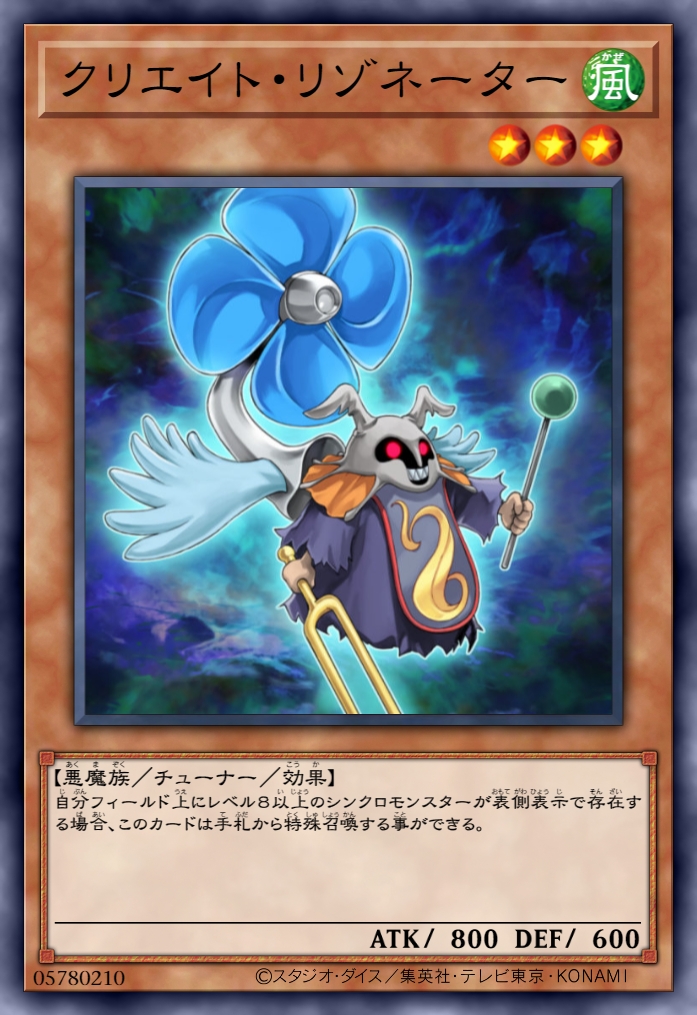 クリエイト・リゾネーター
風
【悪魔族／チューナー／効果】
自分フィールド上にレベル８以上のシンクロモンスターが表側表示で存在す
る場合、このカードは手札から特殊召喚する事ができる。
ATK/ 800 DEF/ 600
05780210
©スタジオ・ダイス／集英社・テレビ東京・KONAMI